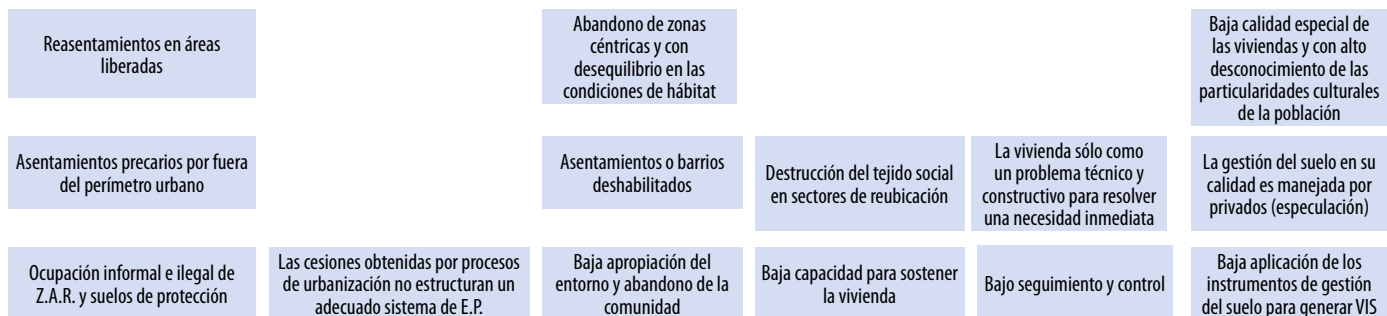 Reasentamientos en áreas
liberadas
Abandono de zonas
céntricas y con
desequilibrio en las
condiciones de hábitat
Baja calidad especial de
las viviendas y con alto
desconocimiento de las
particularidades culturales
de la población
Asentamientos precarios por fuera
del perímetro urbano
Asentamientos o barrios
deshabilitados
Destrucción del tejido social
en sectores de reubicación
La vivienda sólo como
un problema técnico y
constructivo para resolver
una necesidad inmediata
La gestión del suelo en su
calidad es manejada por
privados (especulación)
Ocupación informal e ilegal de
Z.A.R. y suelos de protección
Las cesiones obtenidas por procesos
de urbanización no estructuran un
adecuado sistema de E.P.
Baja apropiación del
entorno y abandono de la
comunidad
Baja capacidad para sostener
la vivienda
Bajo seguimiento y control
Baja aplicación de los
instrumentos de gestión
del suelo para generar VIS